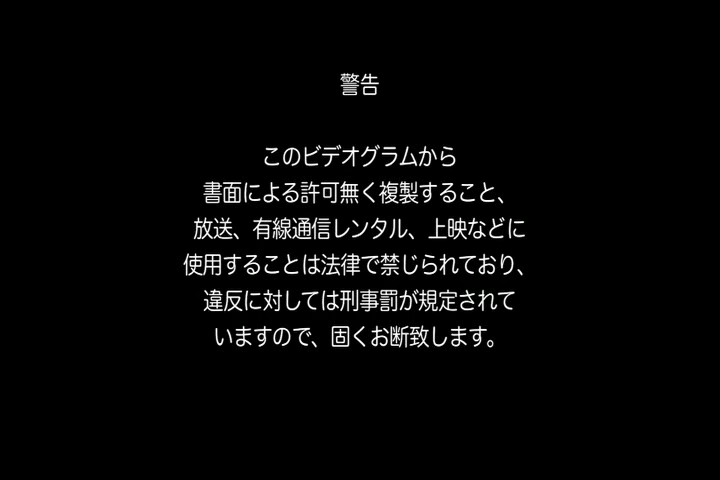 警告
このビデオグラムから
書面による許可無く複製すること、
放送、有線通信レンタル、上映などに
使用することは法律で禁じられており、
違反に対しては刑事罰が規定されて
いますので、固くお断致します。